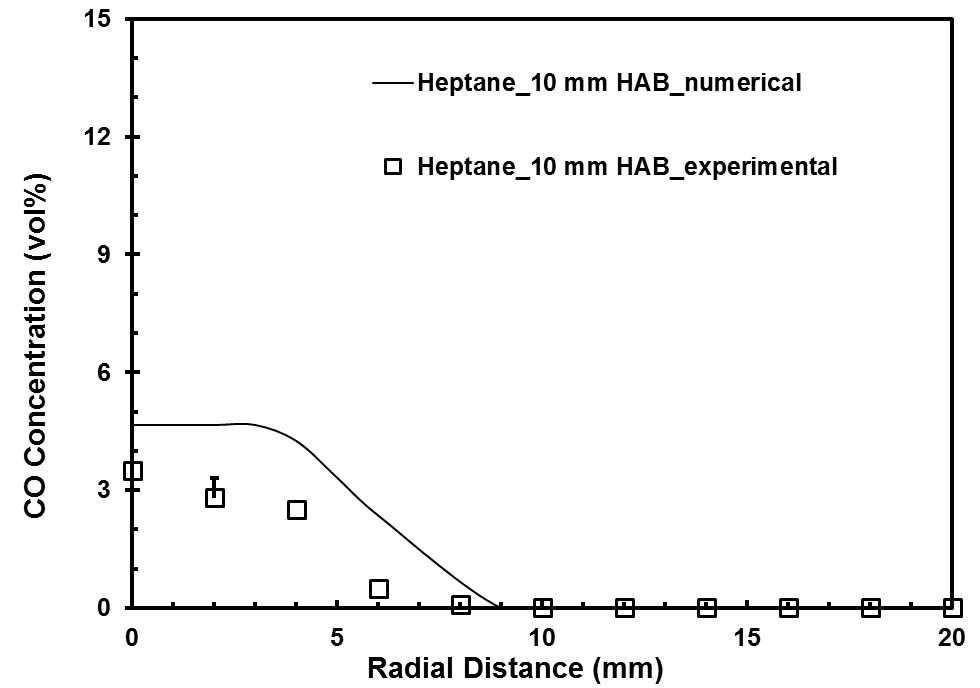 15
12
9
6
3
0
CO Concentration (vol%)
Heptane_10 mm HAB_numerical
Heptane_10 mm HAB_experimental
0 5 10 15 20
Radial Distance (mm)